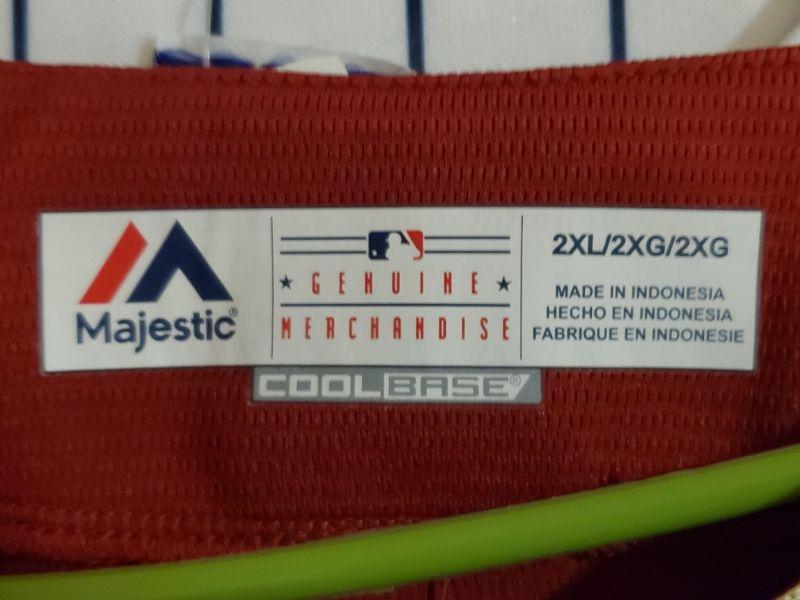 Majestic®
GENUINE
MERCHANDISE
2XL/2XG/2XG
MADE IN INDONESIA
HECHO EN INDONESIA
FABRIQUE EN INDONESIE
COOLBASE®